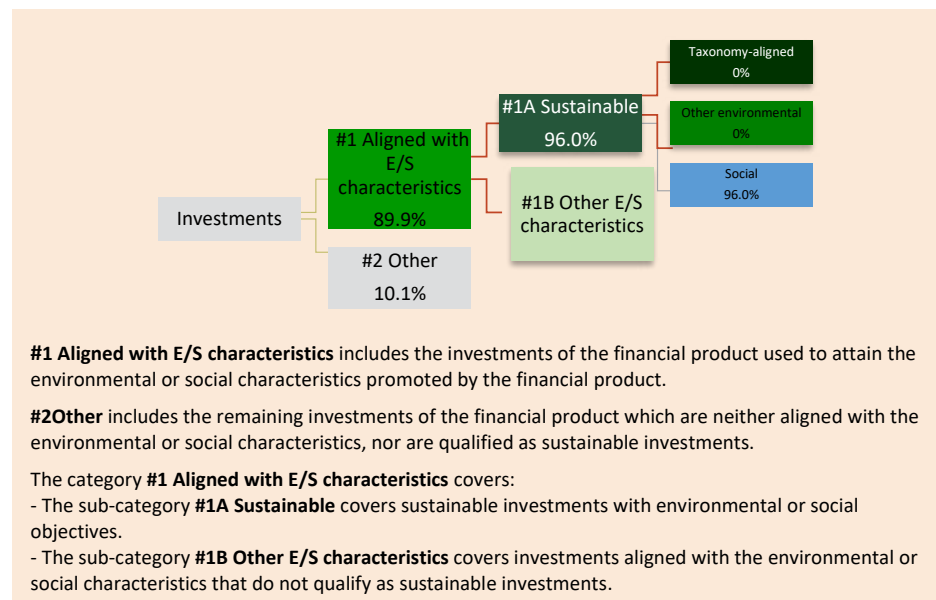 Taxonomy-aligned
0%
#1A Sustainable
96.0%
Other environmental
0%
#1 Aligned with
E/S
characteristics
89.9%
Social
96.0%
#1B Other E/S
characteristics
Investments
#2 Other
10.1%
#1 Aligned with E/S characteristics includes the investments of the financial product used to attain the
environmental or social characteristics promoted by the financial product.
#2Other includes the remaining investments of the financial product which are neither aligned with the
environmental or social characteristics, nor are qualified as sustainable investments.
The category #1 Aligned with E/S characteristics covers:
- The sub-category #1A Sustainable covers sustainable investments with environmental or social
objectives.
- The sub-category #1B Other E/S characteristics covers investments aligned with the environmental or
social characteristics that do not qualify as sustainable investments.